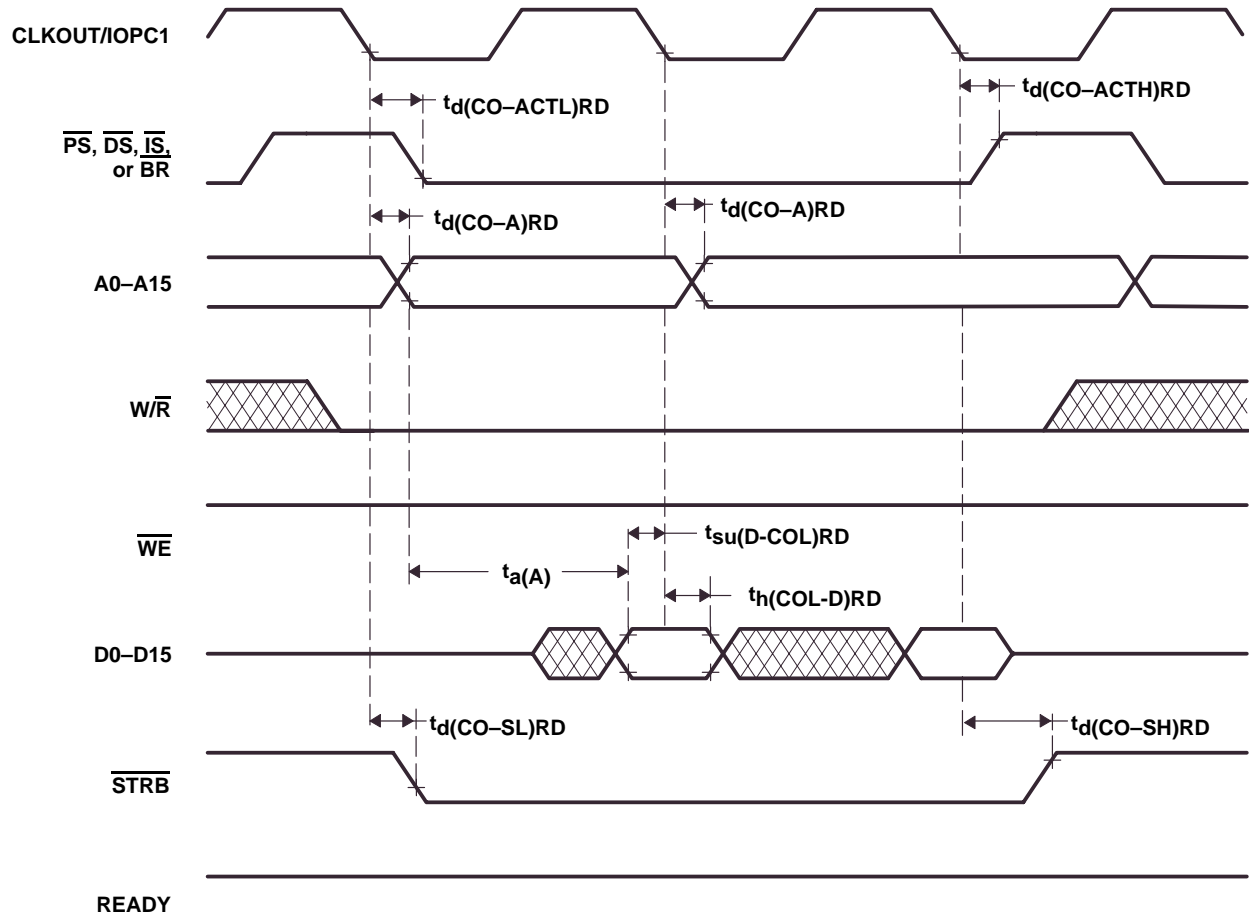 CLKOUT/IOPC1
td(CO–ACTL)RD
td(CO–ACTH)RD
PS, DS, IS,
or BR
td(CO–A)RD
td(CO–A)RD
A0–A15
W/R
WE
tsu(D-COL)RD
ta(A)
th(COL-D)RD
D0–D15
td(CO–SL)RD
td(CO–SH)RD
STRB
READY